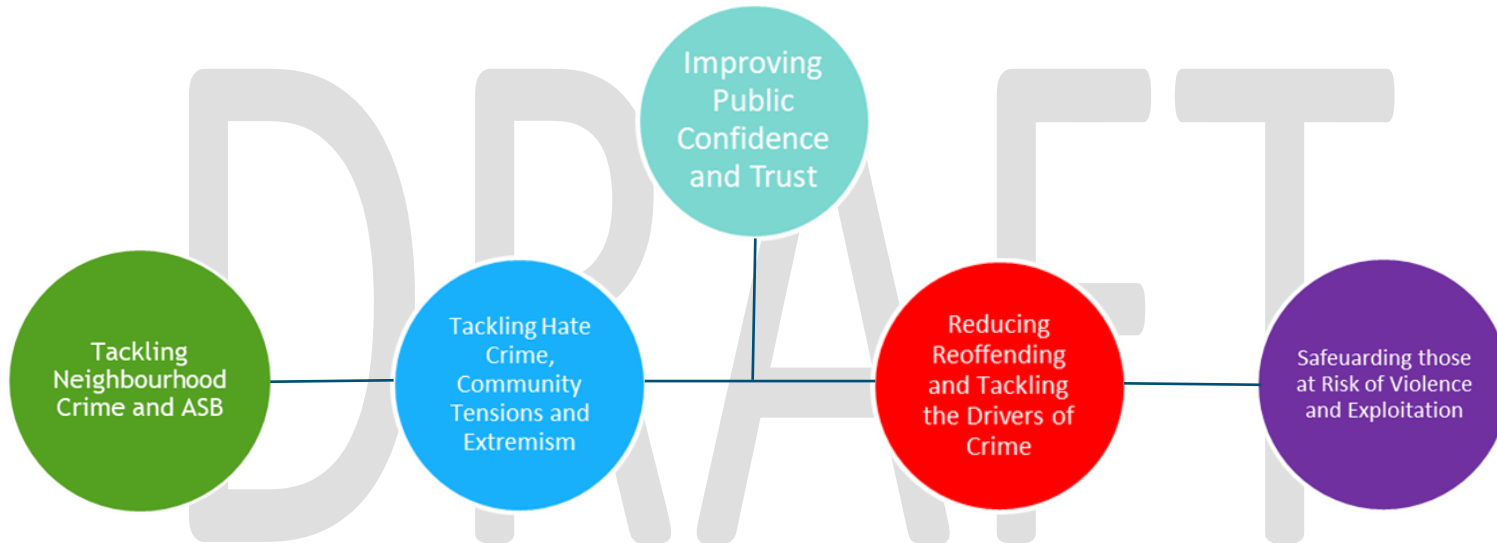 Improving
Public
Confidence
and Trust
Tackling
Neighbourhood
Crime and ASB
Tackling Hate
Crime,
Community
Tensions and
Extremism
Reducing
Reoffending
and Tackling
the Drivers of
Crime
Safeuarding those
at Risk of Violence
and Exploitation
DRAFT